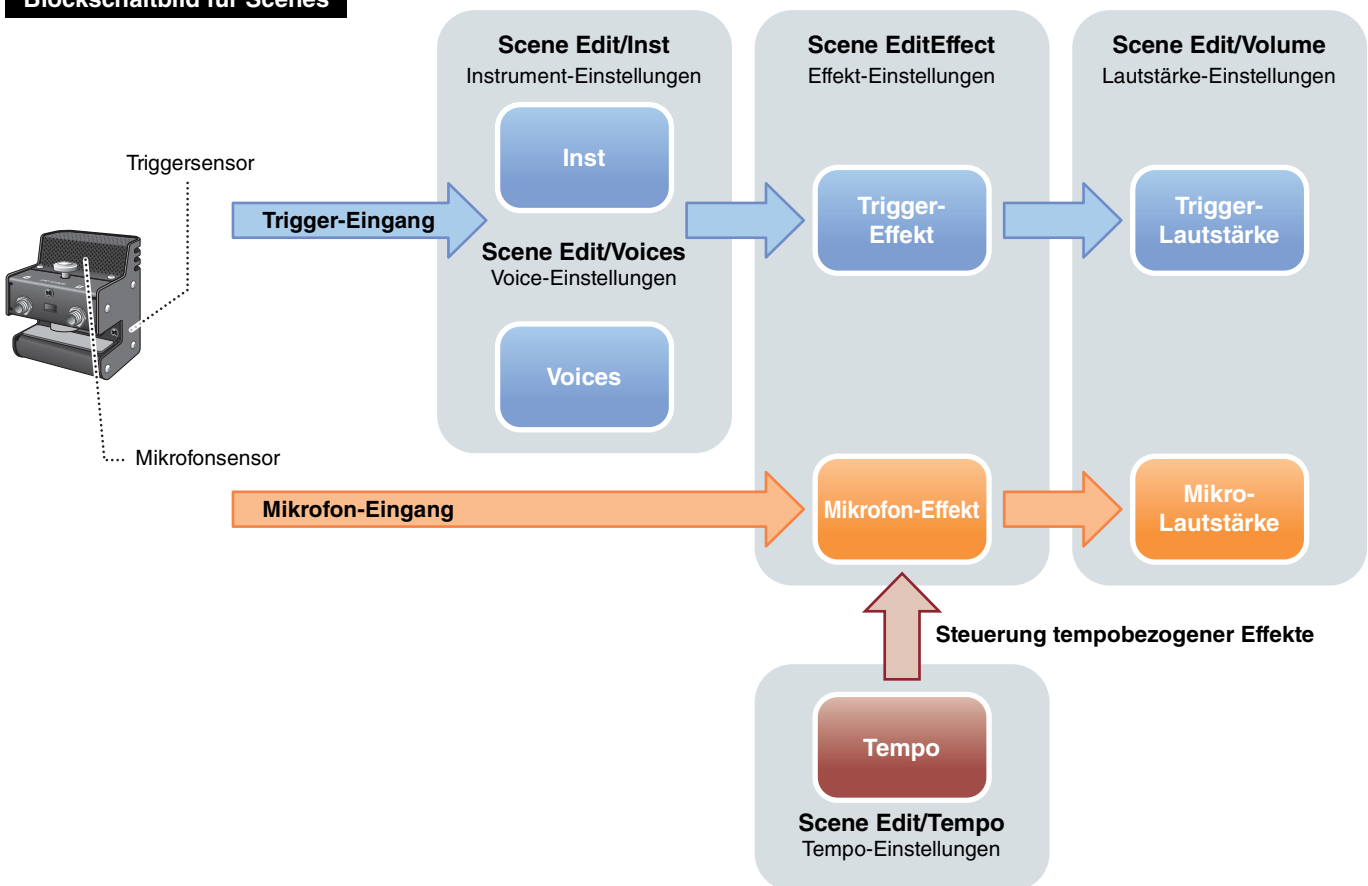 Blockschaltbild für Scenes
Scene Edit/Inst
Instrument-Einstellungen
Inst
Scene Edit/Voices
Voice-Einstellungen
Voices
Scene EditEffect
Effekt-Einstellungen
Trigger-
Effekt
Mikrofon-Effekt
Scene Edit/Volume
Lautstärke-Einstellungen
Trigger-
Lautstärke
Mikro-
Lautstärke
Triggersensor
Trigger-Eingang
Mikrofonsensor
Mikrofon-Eingang
Steuerung tempobezogener Effekte
Tempo
Scene Edit/Tempo
Tempo-Einstellungen